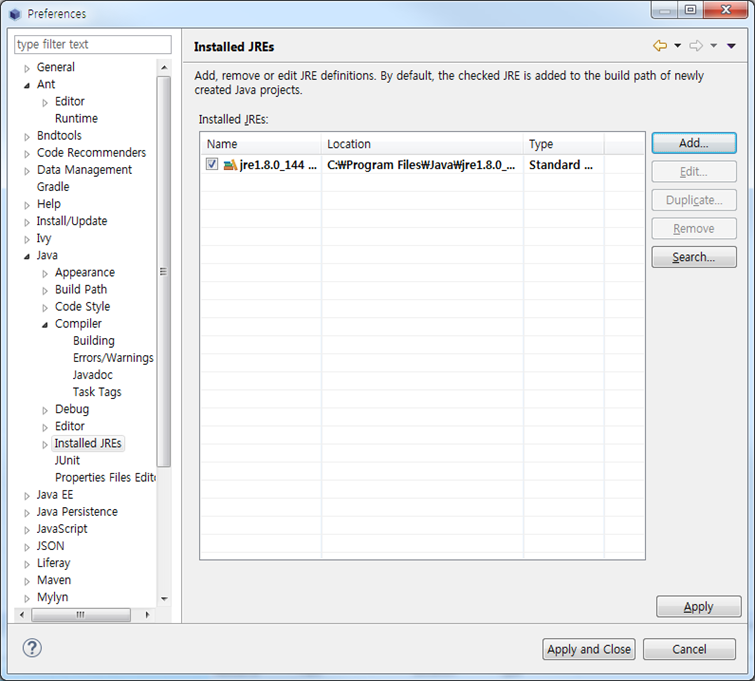 Preferences
type filter text
General
Ant
Editor
Runtime
Bndtools
Code Recommenders
Data Management
Gradle
Help
Install/Update
Ivy
Java
Appearance
Build Path
Code Style
Compiler
Building
Errors/Warnings
Javadoc
Task Tags
Debug
Editor
Installed JREs
JUnit
Properties Files Edito
Java EE
Java Persistence
JavaScript
JSON
Liferay
Maven
Mylyn
Installed JREs
Add, remove or edit JRE definitions. By default, the checked JRE is added to the build path of newly
created Java projects.
Installed JREs:
Name Location Type
jre1.8.0_144 ... C:₩Program Files₩Java₩jre1.8.0_... Standard ...
Add...
Edit...
Duplicate...
Remove
Search...
Apply
? Apply and Close Cancel